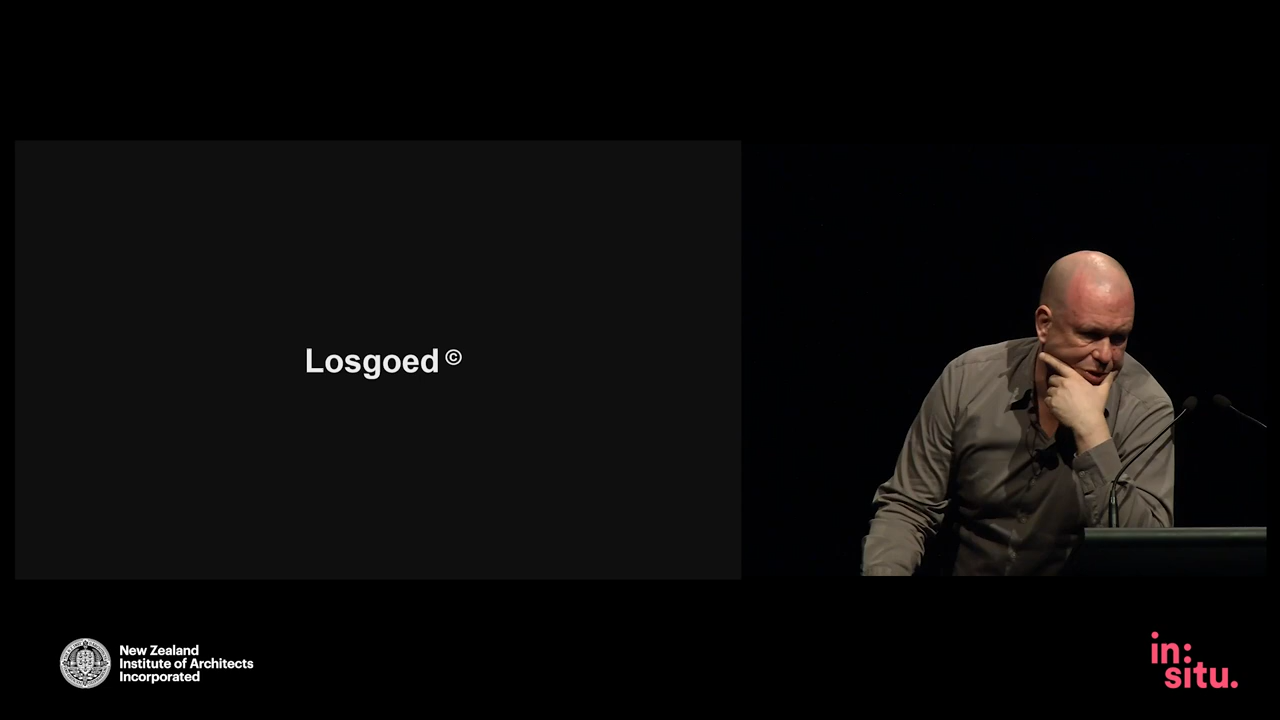 Losgoed ©
New Zealand
Institute of Architects
Incorporated
in:
situ.